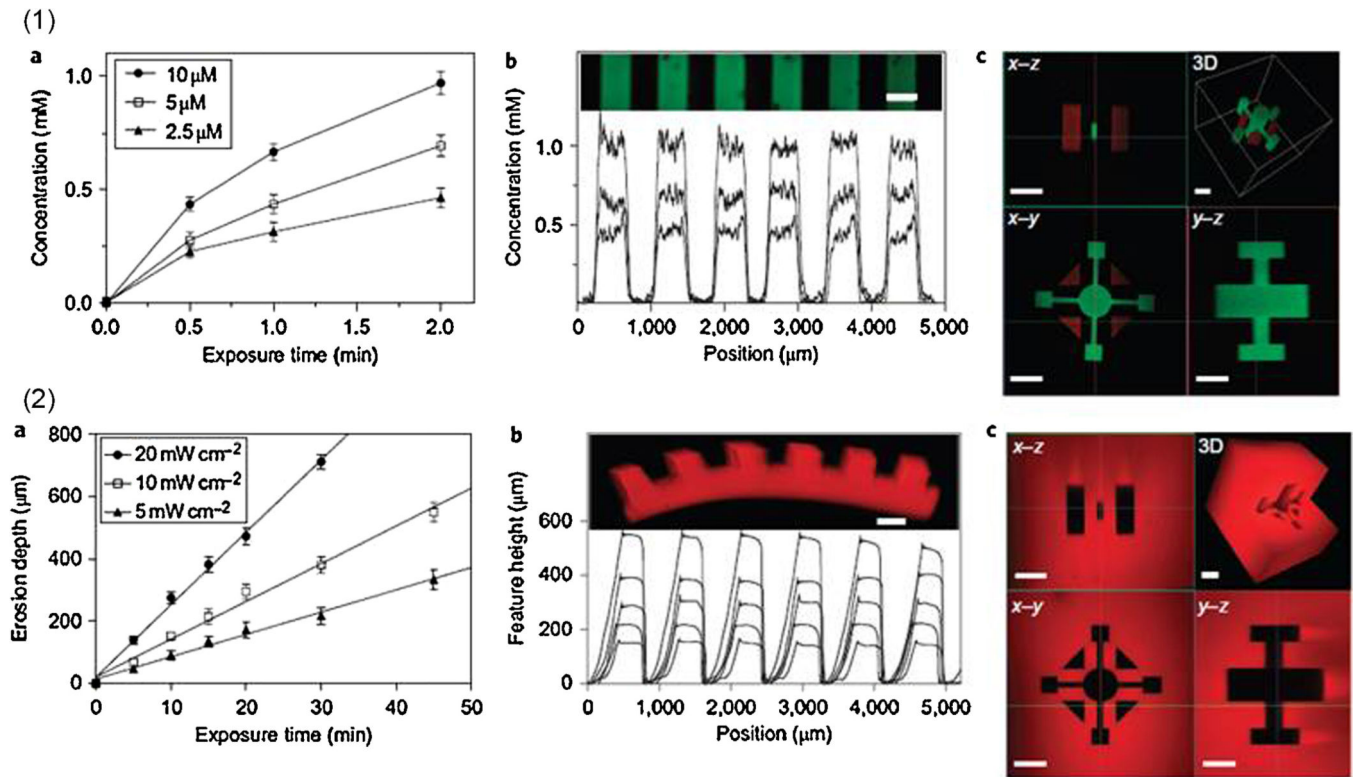 (1)
a
10 μM
5 μM
2.5 μM
Concentration (mM)
1.0
0.5
0.0
0.0 0.5 1.0 1.5 2.0
Exposure time (min)
b
Concentration (mM)
1.0
0.5
0 1,000 2,000 3,000 4,000 5,000
Position (μm)
c
x–z
3D
x–y
y–z
(2)
a
20 mW cm⁻²
10 mW cm⁻²
5 mW cm⁻²
Erosion depth (μm)
800
600
400
200
0
0 10 20 30 40 50
Exposure time (min)
b
Feature height (μm)
600
400
200
0
0 1,000 2,000 3,000 4,000 5,000
Position (μm)
c
x–z
3D
x–y
y–z